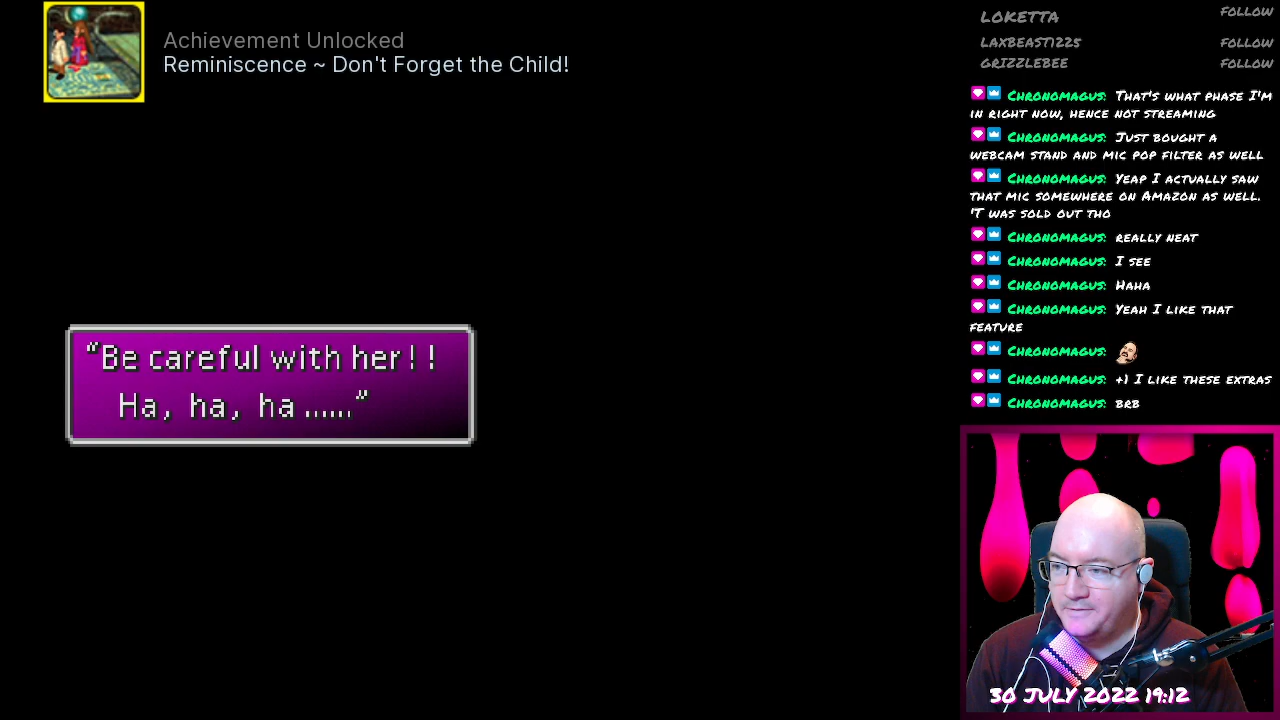 Achievement Unlocked
Reminiscence ~ Don't Forget the Child!
“Be careful with her!!
Ha, ha, ha……”
LOKETTA FOLLOW
LAXBEAST1225 FOLLOW
GRIZZLEBEE FOLLOW
CHRONOMAGUS: THAT'S WHAT PHASE I'M
IN RIGHT NOW, HENCE NOT STREAMING
CHRONOMAGUS: JUST BOUGHT A
WEBCAM STAND AND MIC POP FILTER AS WELL
CHRONOMAGUS: YEAP I ACTUALLY SAW
THAT MIC SOMEWHERE ON AMAZON AS WELL.
'T WAS SOLD OUT THO
CHRONOMAGUS: REALLY NEAT
CHRONOMAGUS: I SEE
CHRONOMAGUS: HAHA
CHRONOMAGUS: YEAH I LIKE THAT
FEATURE
CHRONOMAGUS:
CHRONOMAGUS: +1 I LIKE THESE EXTRAS
CHRONOMAGUS: BRB
30 JULY 2022 19:12